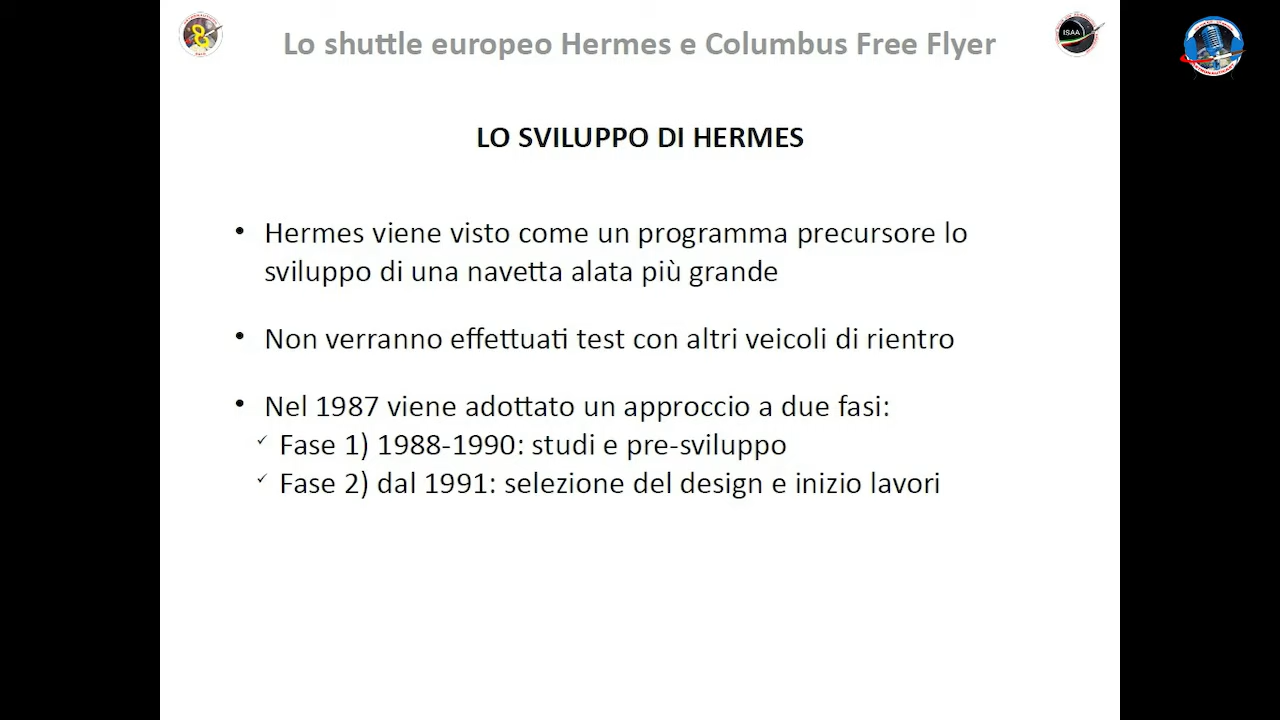 Lo shuttle europeo Hermes e Columbus Free Flyer
ISAA
LO SVILUPPO DI HERMES
• Hermes viene visto come un programma precursore lo
sviluppo di una navetta alata più grande
• Non verranno effettuati test con altri veicoli di rientro
• Nel 1987 viene adottato un approccio a due fasi:
✓ Fase 1) 1988-1990: studi e pre-sviluppo
✓ Fase 2) dal 1991: selezione del design e inizio lavori